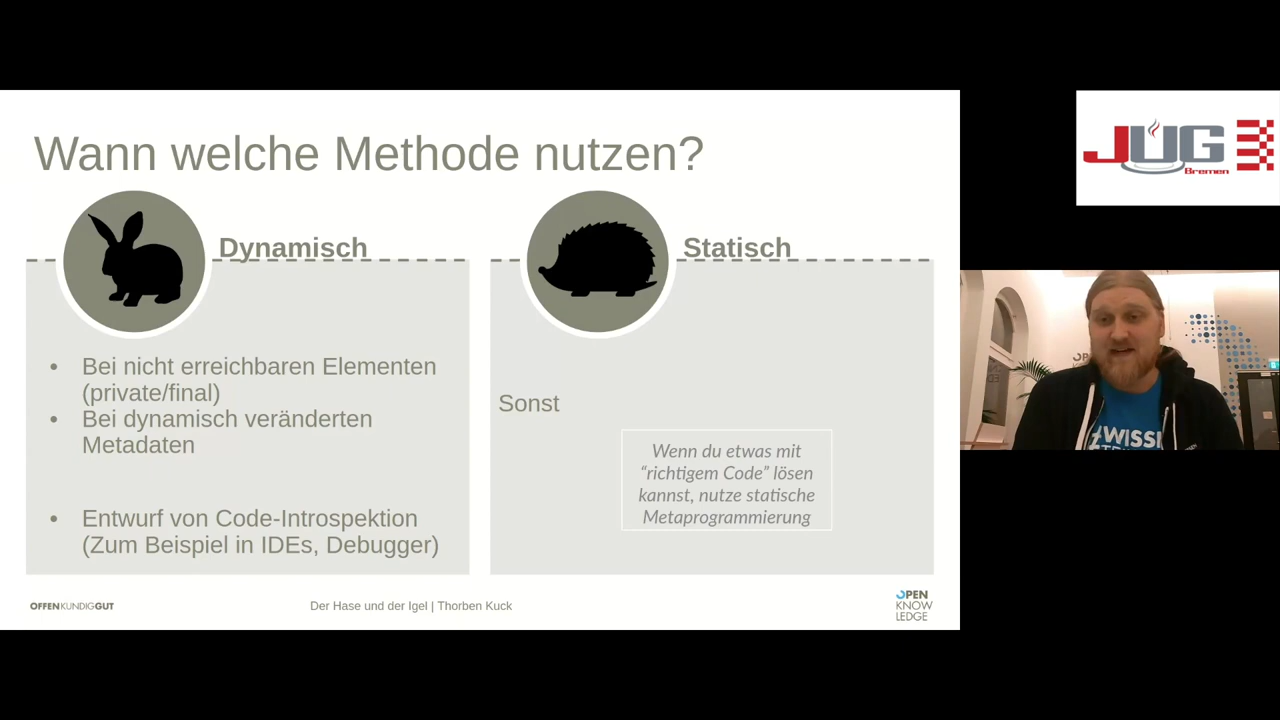 Wann welche Methode nutzen?
Dynamisch
• Bei nicht erreichbaren Elementen
(private/final)
• Bei dynamisch veränderten
Metadaten
• Entwurf von Code-Introspektion
(Zum Beispiel in IDEs, Debugger)
Statisch
Sonst
Wenn du etwas mit
“richtigem Code” lösen
kannst, nutze statische
Metaprogrammierung
OFFENKUNDIGGUT
Der Hase und der Igel | Thorben Kuck
OPEN
KNOW
LEDGE
JUG
Bremen
#WISSE